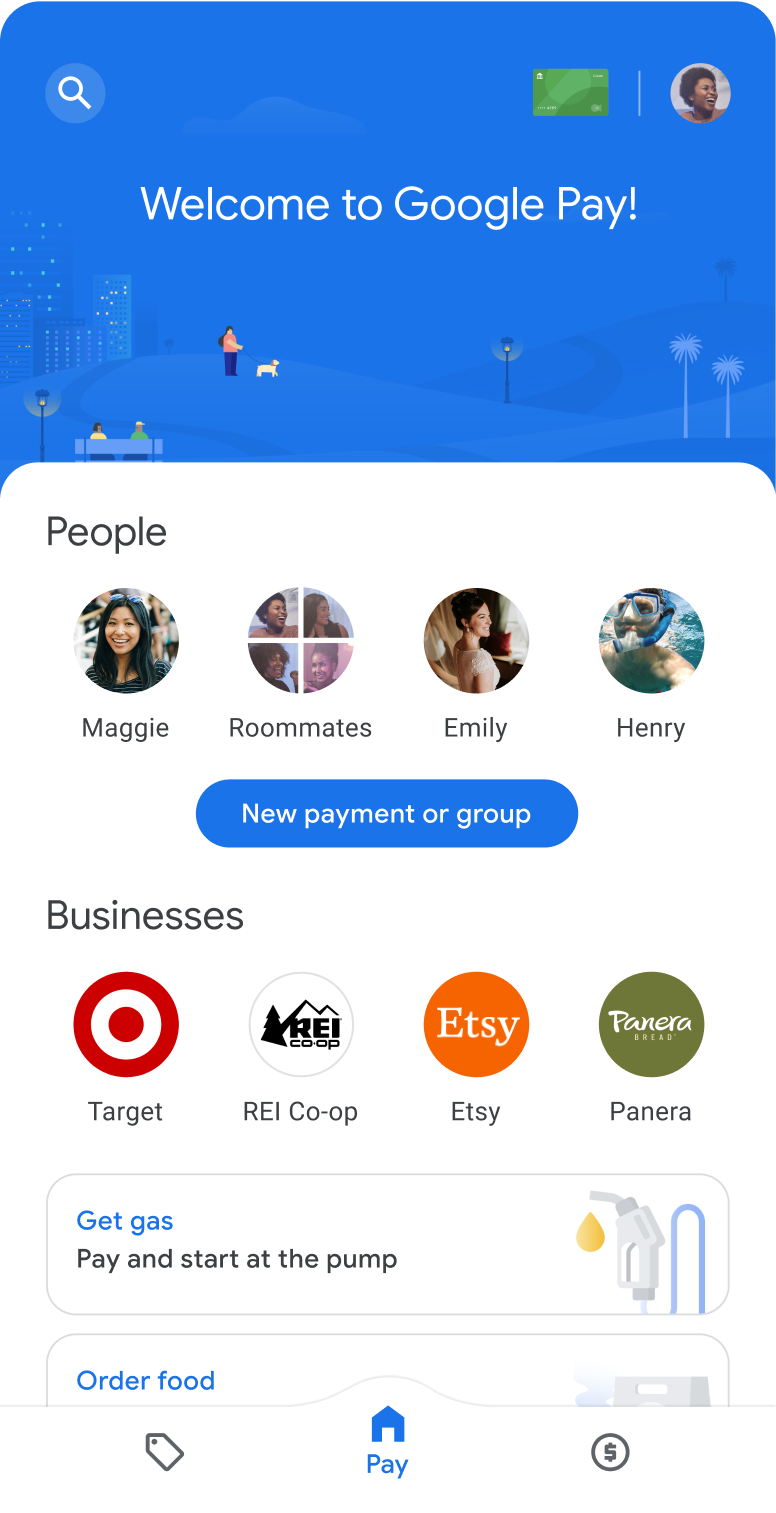 Welcome to Google Pay!
People
Maggie
Roommates
Emily
Henry
New payment or group
Businesses
REI
CO·OP
Etsy
Panera
BREAD
Target
REI Co-op
Etsy
Panera
Get gas
Pay and start at the pump
Order food
Pay